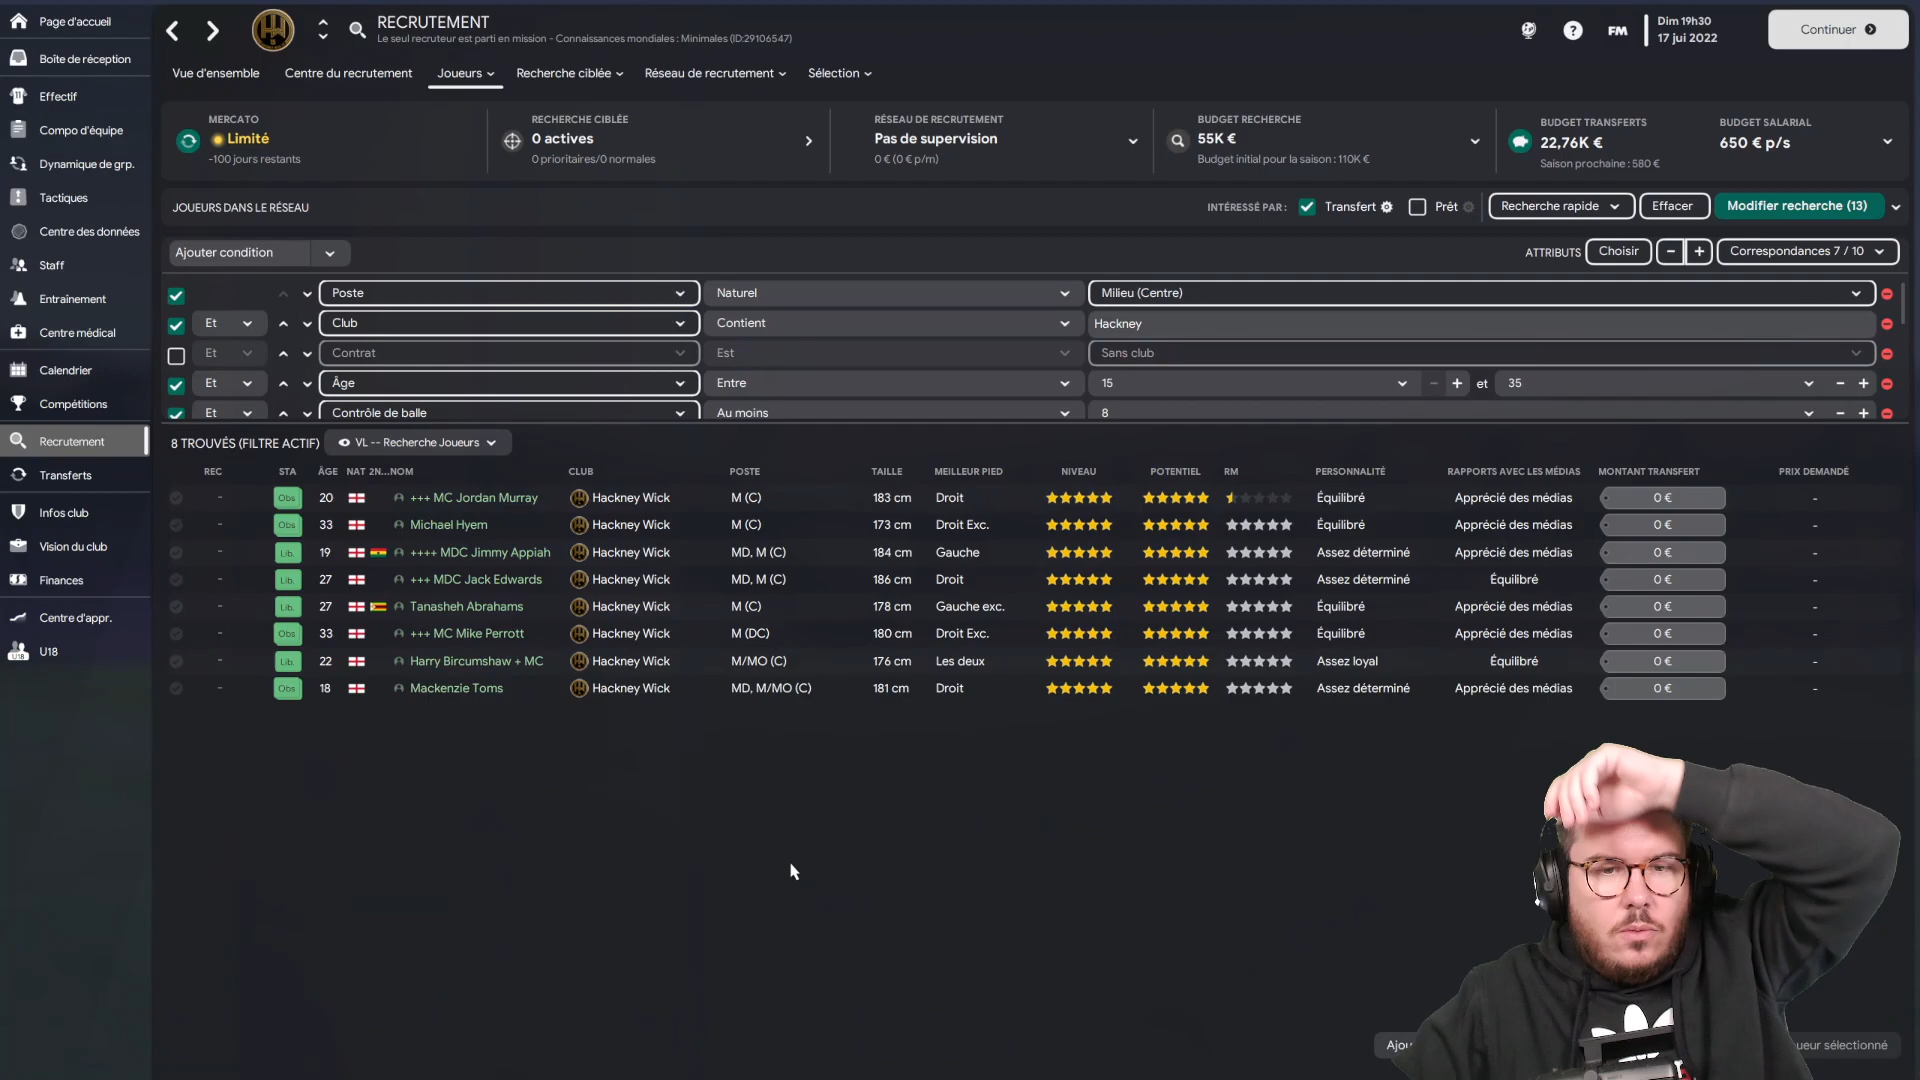 Page d'accueil
Boîte de réception
Effectif
Compo d'équipe
Dynamique de grp.
Tactiques
Centre des données
Staff
Entraînement
Centre médical
Calendrier
Compétitions
Recrutement
Transferts
Infos club
Vision du club
Finances
Centre d'appr.
U18
RECRUTEMENT
Le seul recruteur est parti en mission - Connaissances mondiales : Minimales (ID:29106547)
FM
Dim 19h30
17 jui 2022
Continuer
Vue d'ensemble Centre du recrutement Joueurs Recherche ciblée Réseau de recrutement Sélection
MERCATO
Limité
-100 jours restants
RECHERCHE CIBLÉE
0 actives
0 prioritaires/0 normales
RÉSEAU DE RECRUTEMENT
Pas de supervision
0 € (0 € p/m)
BUDGET RECHERCHE
55K €
Budget initial pour la saison : 110K €
BUDGET TRANSFERTS
22,76K €
Saison prochaine : 580 €
BUDGET SALARIAL
650 € p/s
JOUEURS DANS LE RÉSEAU INTÉRESSÉ PAR : Transfert Prêt Recherche rapide Effacer Modifier recherche (13)
Ajouter condition ATTRIBUTS Choisir - + Correspondances 7 / 10
Poste Naturel Milieu (Centre)
Et Club Contient Hackney
Et Contrat Est Sans club
Et Âge Entre 15 - + et 35 - +
Et Contrôle de balle Au moins 8 - +
8 TROUVÉS (FILTRE ACTIF) VL -- Recherche Joueurs
REC STA ÂGE NAT 2N... NOM CLUB POSTE TAILLE MEILLEUR PIED NIVEAU POTENTIEL RM PERSONNALITÉ RAPPORTS AVEC LES MÉDIAS MONTANT TRANSFERT PRIX DEMANDÉ
- Obs 20 +++ MC Jordan Murray Hackney Wick M (C) 183 cm Droit Équilibré Apprécié des médias 0 € -
- Obs 33 Michael Hyem Hackney Wick M (C) 173 cm Droit Exc. Équilibré Apprécié des médias 0 € -
- Lib. 19 ++++ MDC Jimmy Appiah Hackney Wick MD, M (C) 184 cm Gauche Assez déterminé Apprécié des médias 0 € -
- Lib. 27 +++ MDC Jack Edwards Hackney Wick MD, M (C) 186 cm Droit Assez déterminé Équilibré 0 € -
- Lib. 27 Tanasheh Abrahams Hackney Wick M (C) 178 cm Gauche exc. Équilibré Apprécié des médias 0 € -
- Obs 33 +++ MC Mike Perrott Hackney Wick M (DC) 180 cm Droit Exc. Équilibré Apprécié des médias 0 € -
- Lib. 22 Harry Bircumshaw + MC Hackney Wick M/MO (C) 176 cm Les deux Assez loyal Équilibré 0 € -
- Obs 18 Mackenzie Toms Hackney Wick MD, M/MO (C) 181 cm Droit Assez déterminé Apprécié des médias 0 € -
sélectionné